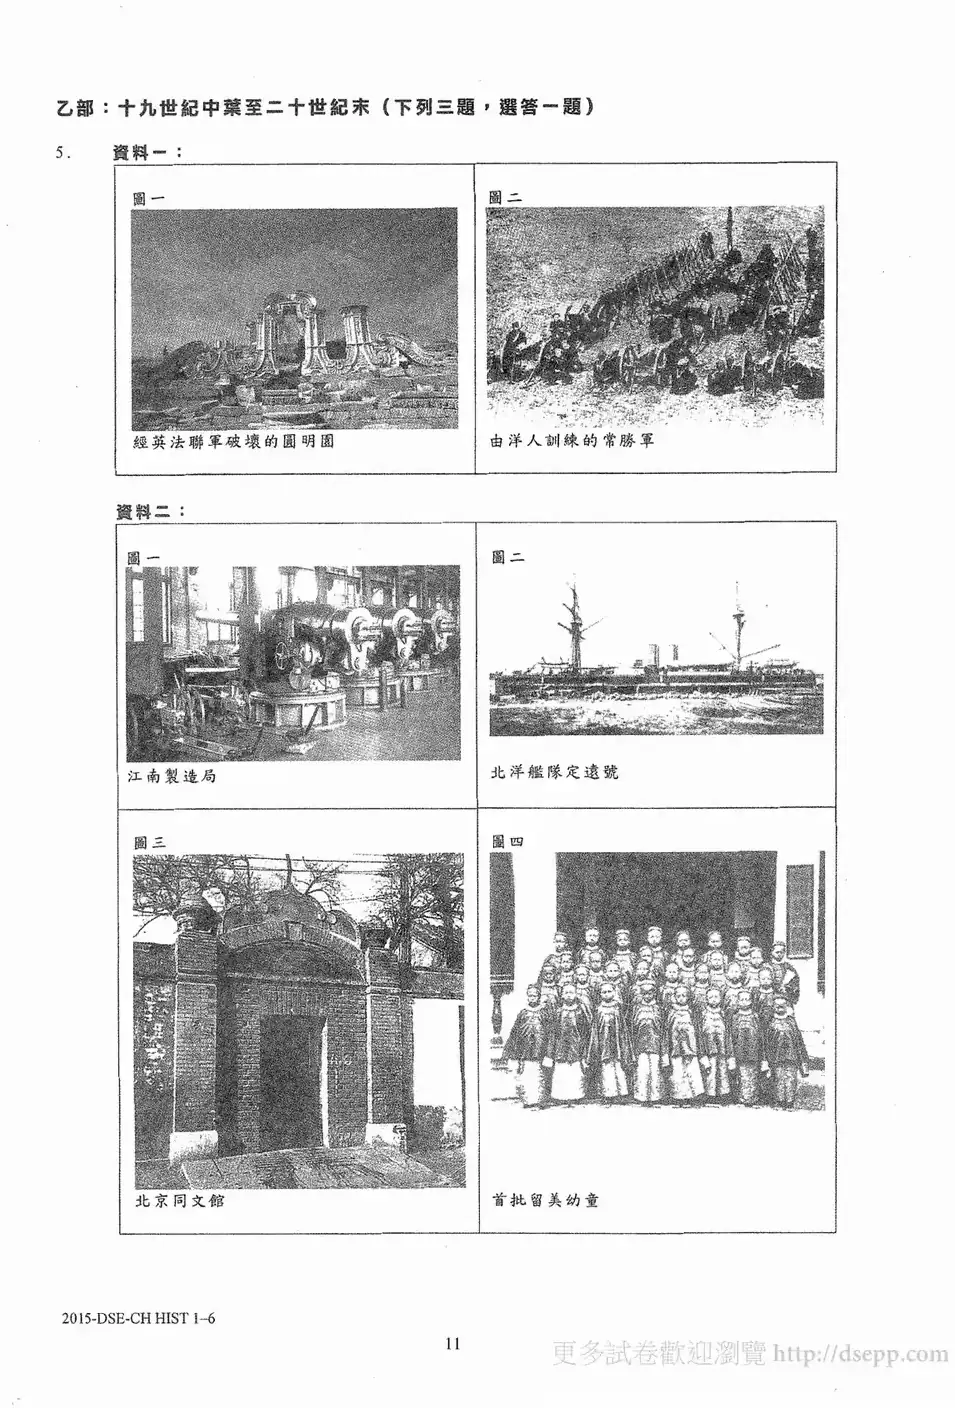 乙部：十九世紀中葉至二十世紀末（下列三題，選答一題）
5. 資料一：
圖一
圖二
經英法聯軍破壞的圓明園
由洋人訓練的常勝軍
資料二：
圖一
圖二
江南製造局
北洋艦隊定遠號
圖三
圖四
北京同文館
首批留美幼童
2015-DSE-CH HIST 1–6
11
更多試卷歡迎瀏覽 http://dsepp.com